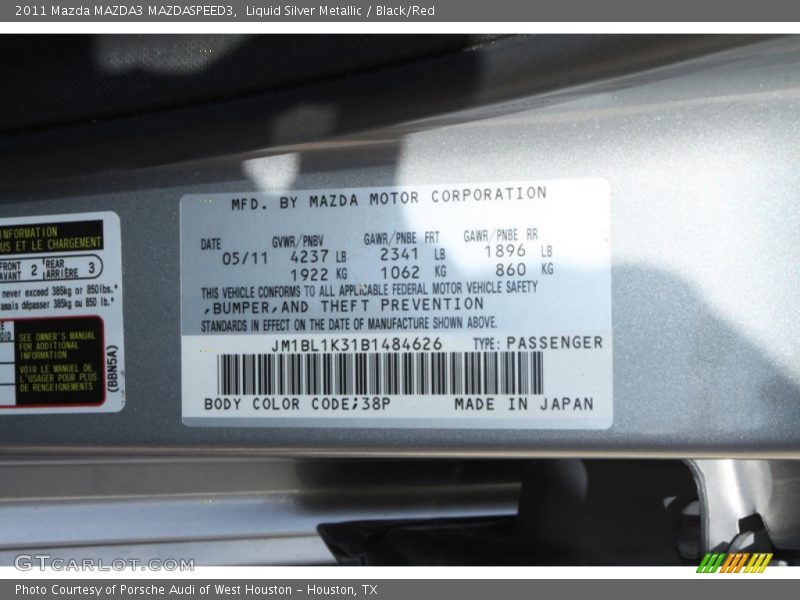 2011 Mazda MAZDA3 MAZDASPEED3, Liquid Silver Metallic / Black/Red
MFD. BY MAZDA MOTOR CORPORATION
DATE GVWR/PNBV GAWR/PNBE FRT GAWR/PNBE RR
05/11 4237 LB 2341 LB 1896 LB
1922 KG 1062 KG 860 KG
THIS VEHICLE CONFORMS TO ALL APPLICABLE FEDERAL MOTOR VEHICLE SAFETY
,BUMPER,AND THEFT PREVENTION
STANDARDS IN EFFECT ON THE DATE OF MANUFACTURE SHOWN ABOVE.
JM1BL1K31B1484626 TYPE: PASSENGER
BODY COLOR CODE;38P MADE IN JAPAN
INFORMATION
US ET LE CHARGEMENT
FRONT 2 REAR 3
AVANT ARRIÈRE
never exceed 385kg or 850lbs."
amais dépasser 385kg ou 850 lb."
SEE OWNER'S MANUAL
FOR ADDITIONAL
INFORMATION
VOIR LE MANUEL DE
L'USAGER POUR PLUS
DE RENSEIGNEMENTS
(BBN5A)
GTCARLOT.COM
Photo Courtesy of Porsche Audi of West Houston – Houston, TX